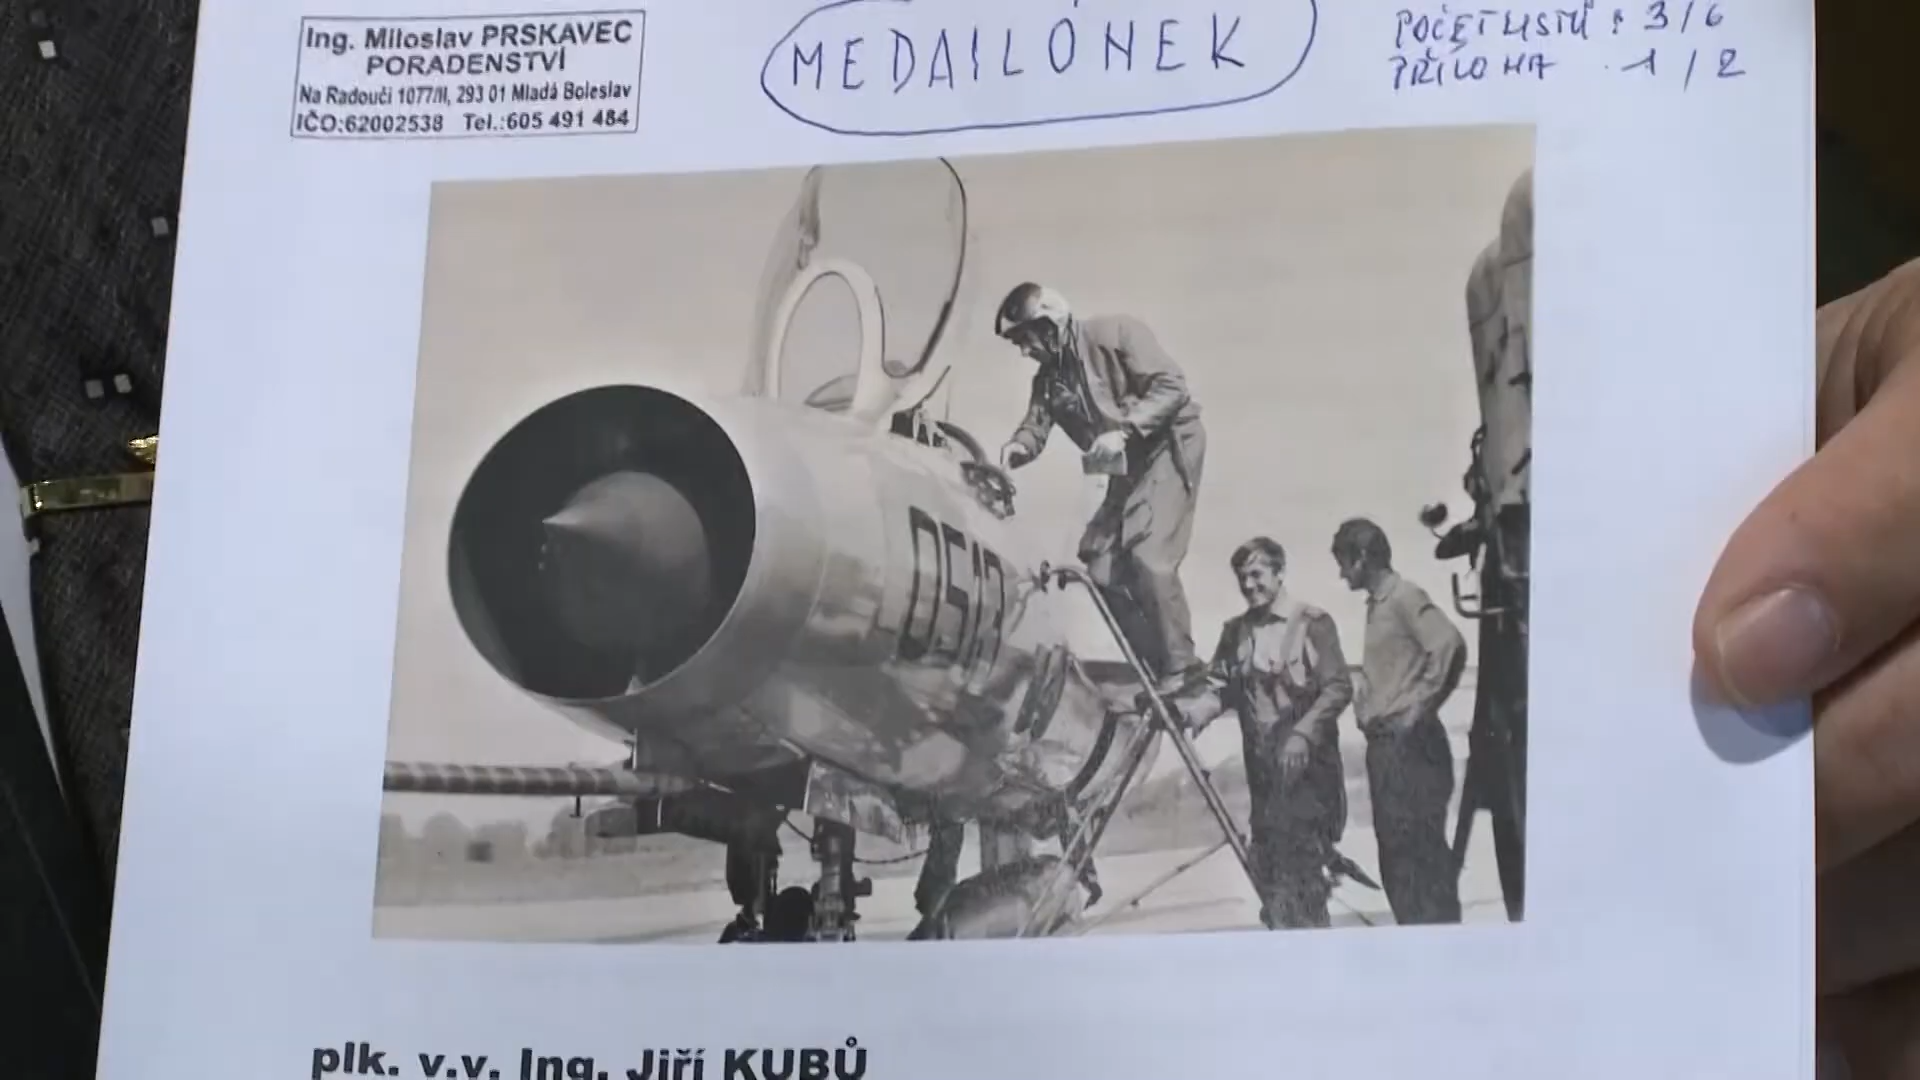 Ing. Miloslav PRSKAVEC
PORADENSTVÍ
Na Radouči 1077/II, 293 01 Mladá Boleslav
IČO:62002538 Tel.:605 491 484
MEDAILÓNEK
POČET LISTŮ : 3/6
PŘÍLOHA . 1/2
0513
plk. v.v. Ing. Jiří KUBŮ